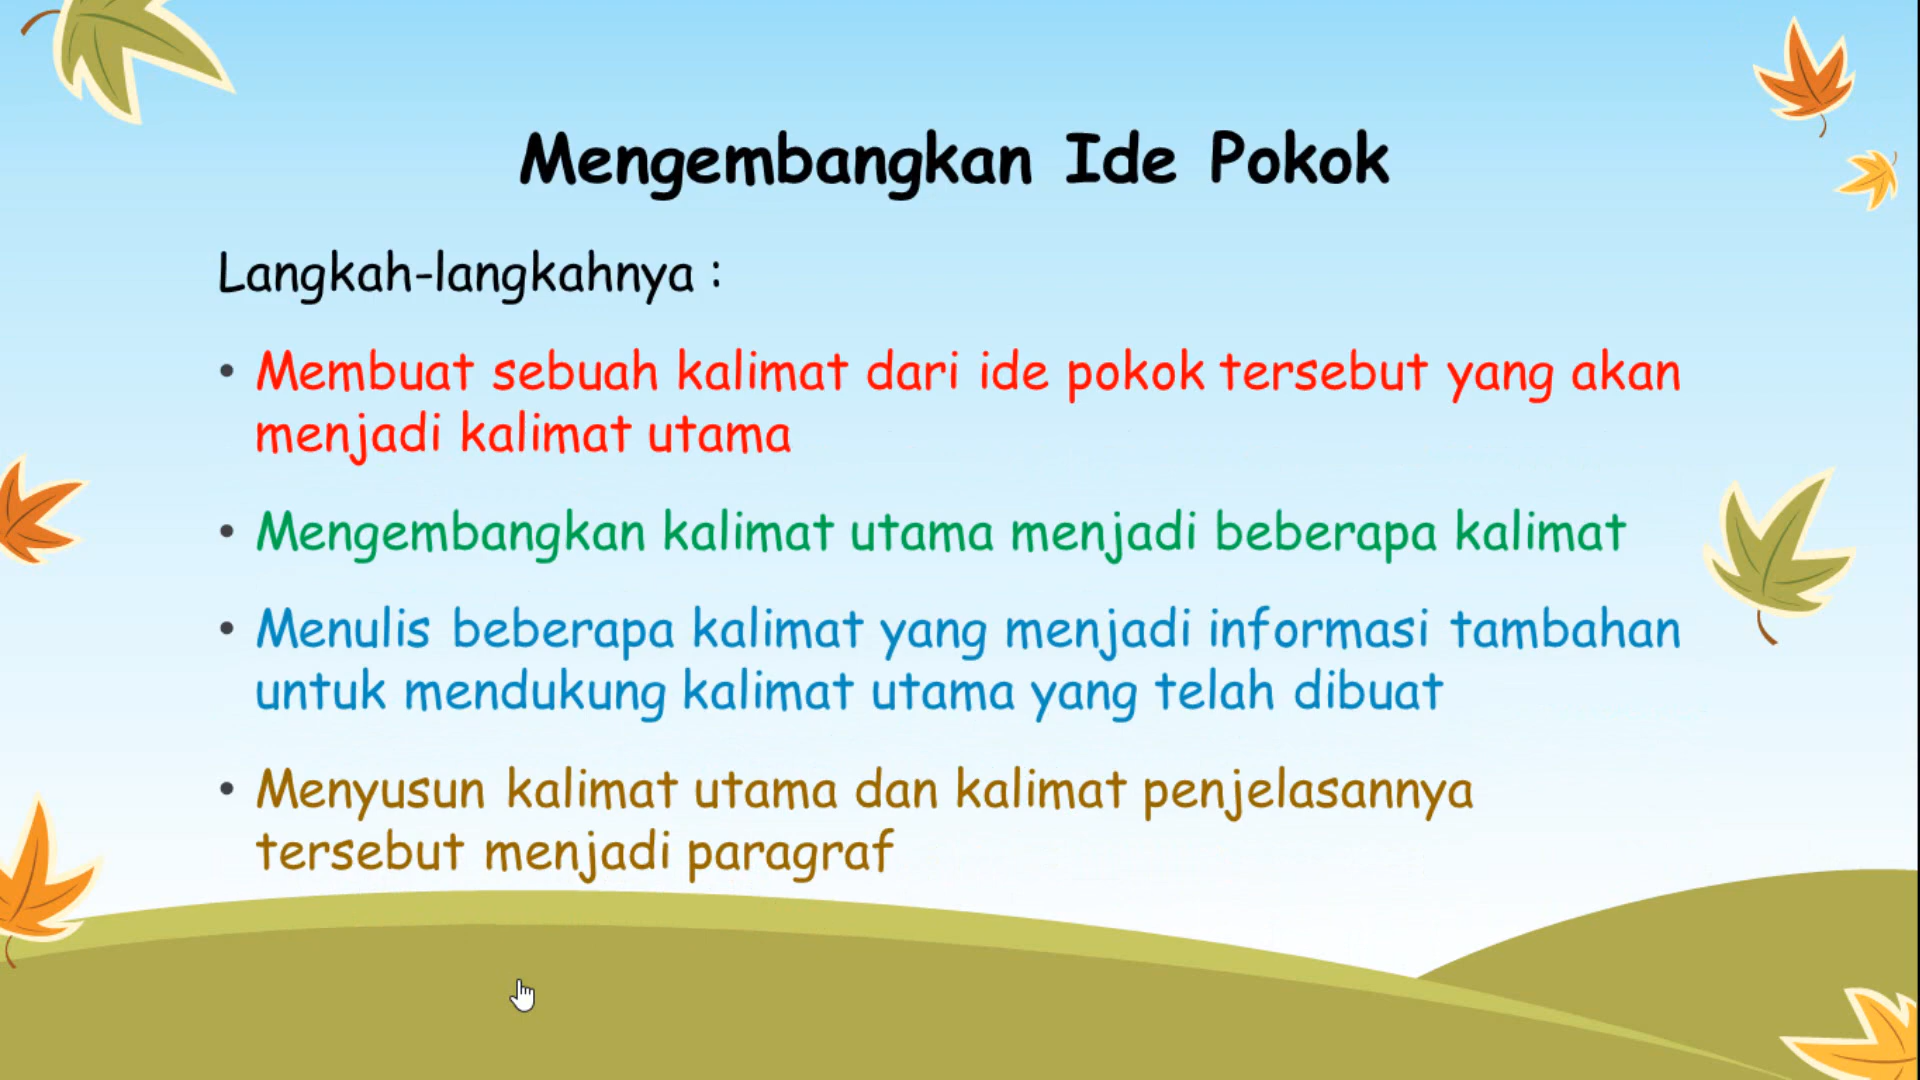 Mengembangkan Ide Pokok
Langkah-langkahnya :
• Membuat sebuah kalimat dari ide pokok tersebut yang akan
menjadi kalimat utama
• Mengembangkan kalimat utama menjadi beberapa kalimat
• Menulis beberapa kalimat yang menjadi informasi tambahan
untuk mendukung kalimat utama yang telah dibuat
• Menyusun kalimat utama dan kalimat penjelasannya
tersebut menjadi paragraf